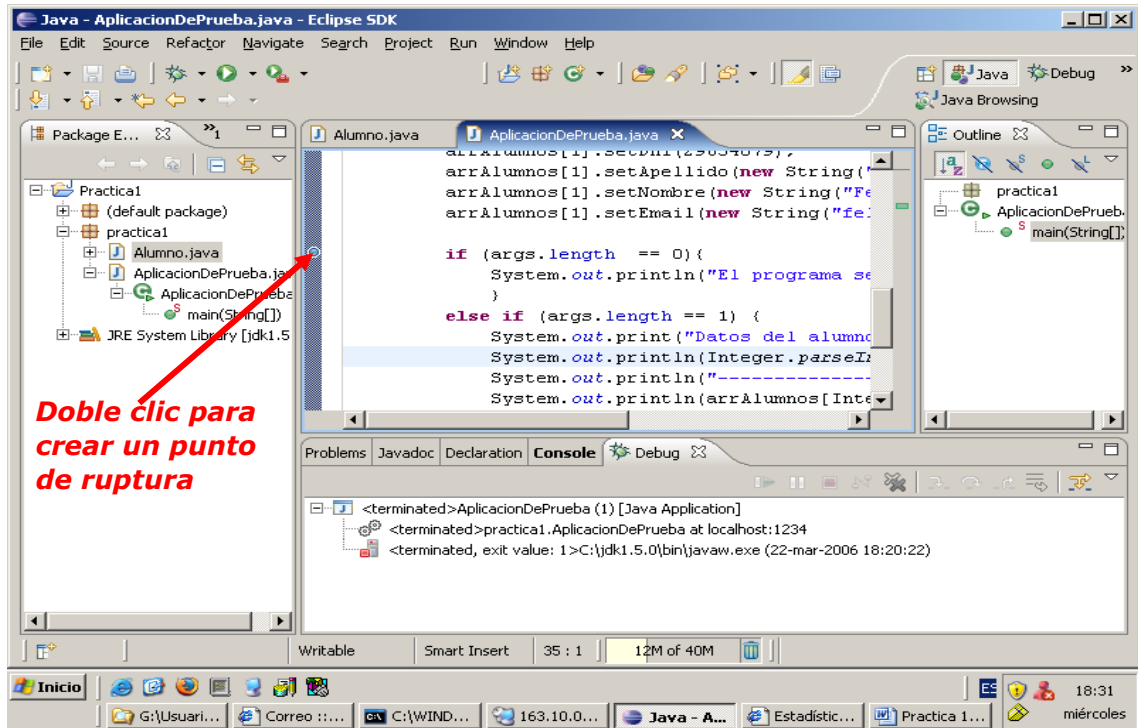 Java - AplicacionDePrueba.java - Eclipse SDK
File Edit Source Refactor Navigate Search Project Run Window Help
Java Debug »
Java Browsing
Package E... »1
Practica1
(default package)
practica1
Alumno.java
AplicacionDePrueba.ja
AplicacionDePrueba
main(String[])
JRE System Library [jdk1.5
Doble clic para
crear un punto
de ruptura
Alumno.java AplicacionDePrueba.java
arrAlumnos[1].setDni(29654879);
arrAlumnos[1].setApellido(new String("
arrAlumnos[1].setNombre(new String("Fe
arrAlumnos[1].setEmail(new String("fel
if (args.length == 0){
System.out.println("El programa se
}
else if (args.length == 1) {
System.out.print("Datos del alumno
System.out.println(Integer.parseIn
System.out.println("--------------
System.out.println(arrAlumnos[Inte
Outline
practica1
AplicacionDePrueb.
main(String[];
Problems Javadoc Declaration Console Debug
<terminated>AplicacionDePrueba (1) [Java Application]
<terminated>practica1.AplicacionDePrueba at localhost:1234
<terminated, exit value: 1>C:\jdk1.5.0\bin\javaw.exe (22-mar-2006 18:20:22)
Writable Smart Insert 35 : 1 12M of 40M
Inicio ES 18:31
G:\Usuari... Correo ::... C:\WIND... 163.10.0... Java - A... Estadístic... Practica 1... miércoles